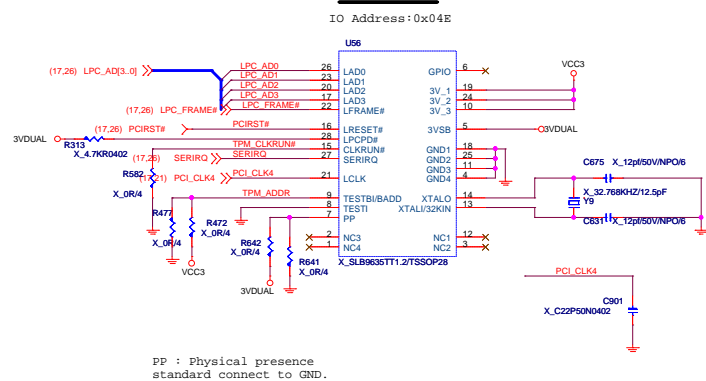 IO Address:0x04E
U56
(17,26) LPC_AD[3..0]
LPC_AD0 26 LAD0 GPIO 6
LPC_AD1 23 LAD1
LPC_AD2 20 LAD2 3V_1 19 VCC3
LPC_AD3 17 LAD3 3V_2 24
(17,26) LPC_FRAME# LPC_FRAME# 22 LFRAME# 3V_3 10
(17,26) PCIRST# PCIRST# 16 LRESET# 3VSB 5 3VDUAL
3VDUAL R313 X_4.7KR0402 28 LPCPD#
TPM_CLKRUN# 15 CLKRUN# GND1 18
(17,26) SERIRQ SERIRQ 27 SERIRQ GND2 25
GND3 11
R582 X_0R/4
(17,21) PCI_CLK4 PCI_CLK4 21 LCLK GND4 4
C675 X_12pf/50V/NPO/6
TPM_ADDR 9 TESTBI/BADD XTALO 14
X_32.768KHZ/12.5pF
Y9
8 TESTI XTALI/32KIN 13
C631 X_12pf/50V/NPO/6
R477 X_0R/4
R472 X_0R/4
VCC3
7 PP
2 NC3 NC1 12
1 NC4 NC2 3
R642 X_0R/4
R641 X_0R/4
3VDUAL
X_SLB9635TT1.2/TSSOP28
PCI_CLK4
C901
X_C22P50N0402
PP : Physical presence
standard connect to GND.